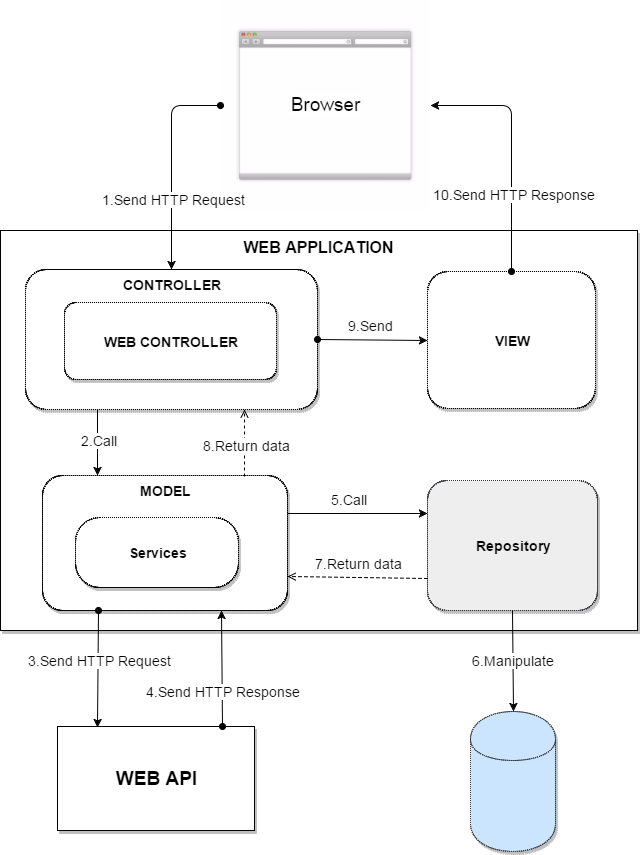 Browser
1.Send HTTP Request
10.Send HTTP Response
WEB APPLICATION
CONTROLLER
WEB CONTROLLER
9.Send
VIEW
2.Call
8.Return data
MODEL
Services
5.Call
Repository
7.Return data
3.Send HTTP Request
6.Manipulate
4.Send HTTP Response
WEB API